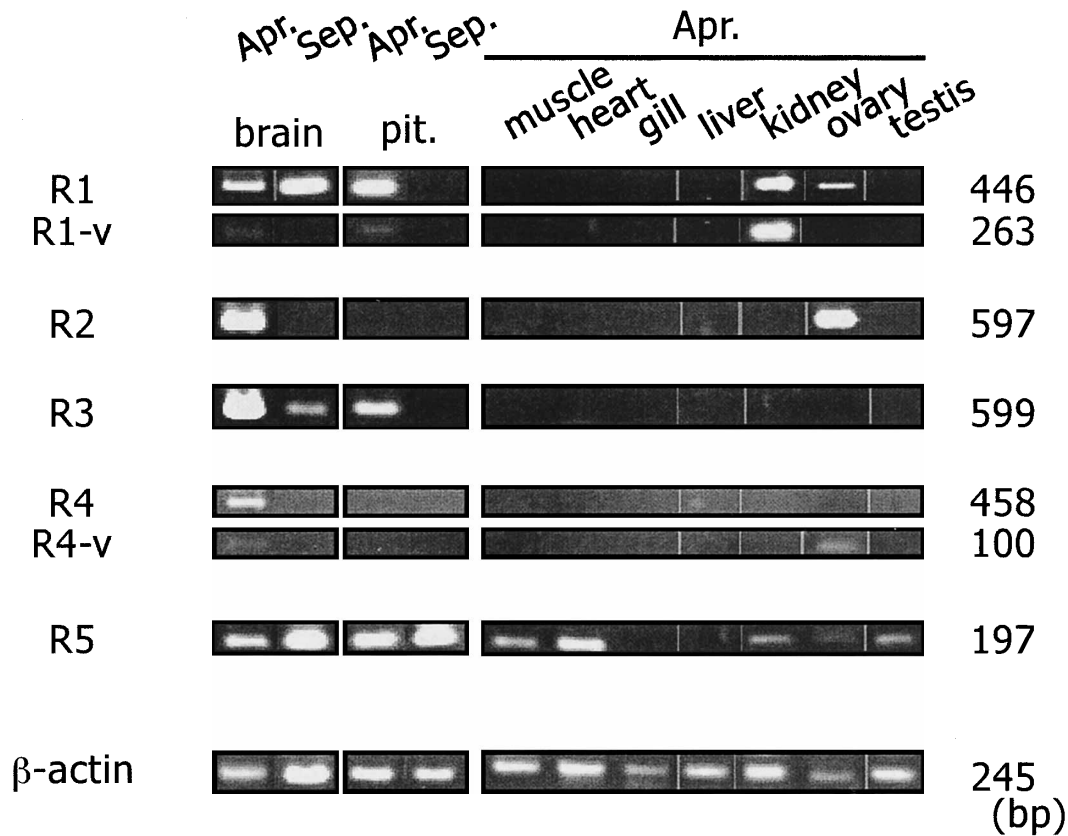 Apr. Sep. Apr. Sep. Apr.
muscle heart gill liver kidney ovary testis
brain pit.
R1 446
R1-v 263
R2 597
R3 599
R4 458
R4-v 100
R5 197
β-actin 245
(bp)